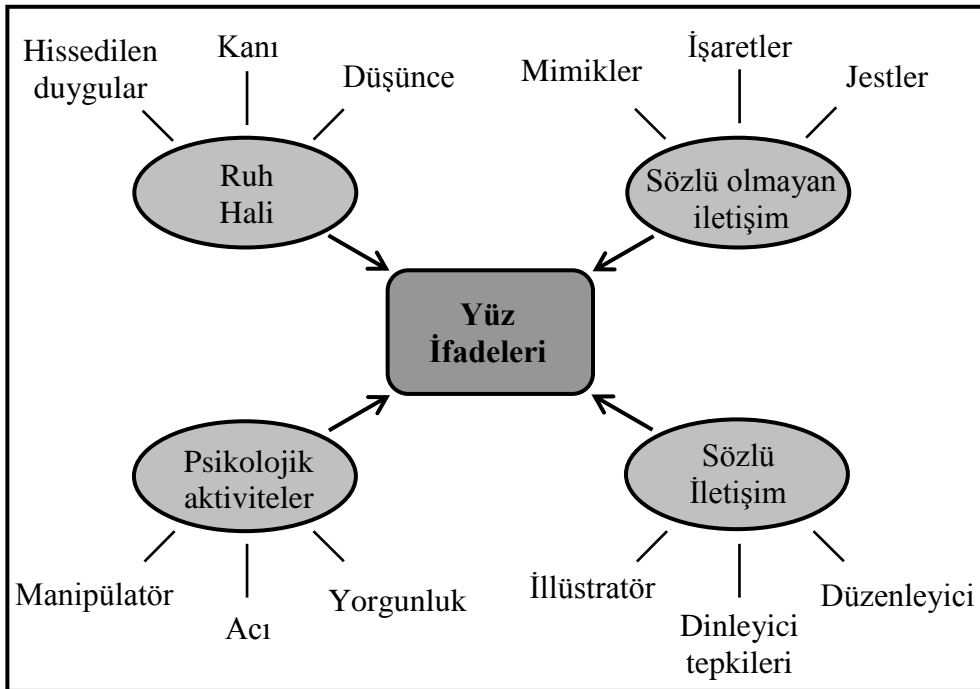 Hissedilen
duygular
Kanı
Düşünce
Ruh
Hali
Mimikler
İşaretler
Jestler
Sözlü olmayan
iletişim
Yüz
İfadeleri
Psikolojik
aktiviteler
Manipülatör
Acı
Yorgunluk
Sözlü
İletişim
İllüstratör
Dinleyici
tepkileri
Düzenleyici